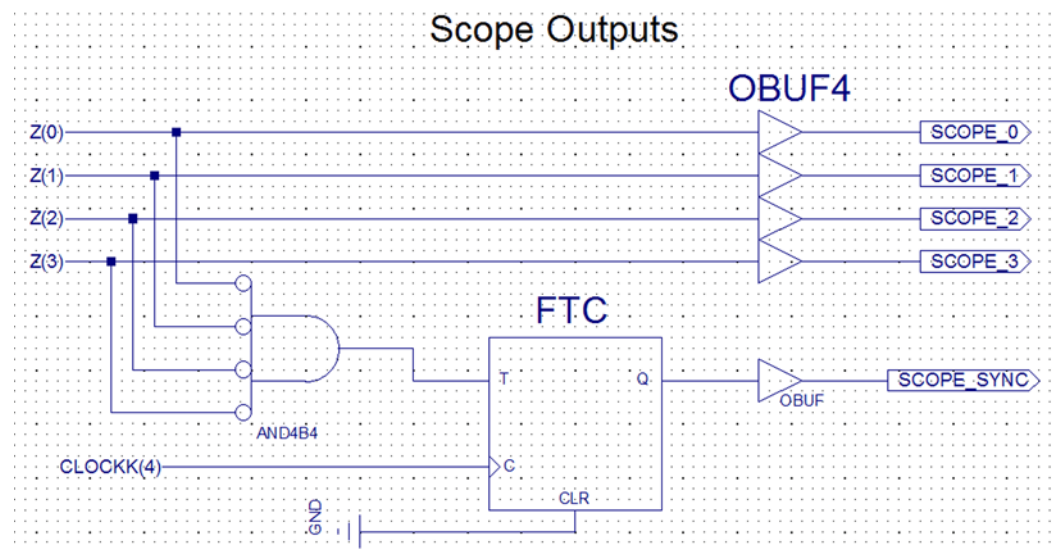 Scope Outputs
OBUF4
Z(0) SCOPE_0
Z(1) SCOPE_1
Z(2) SCOPE_2
Z(3) SCOPE_3
FTC
T Q SCOPE_SYNC
OBUF
AND4B4
CLOCKK(4) C
CLR
GND